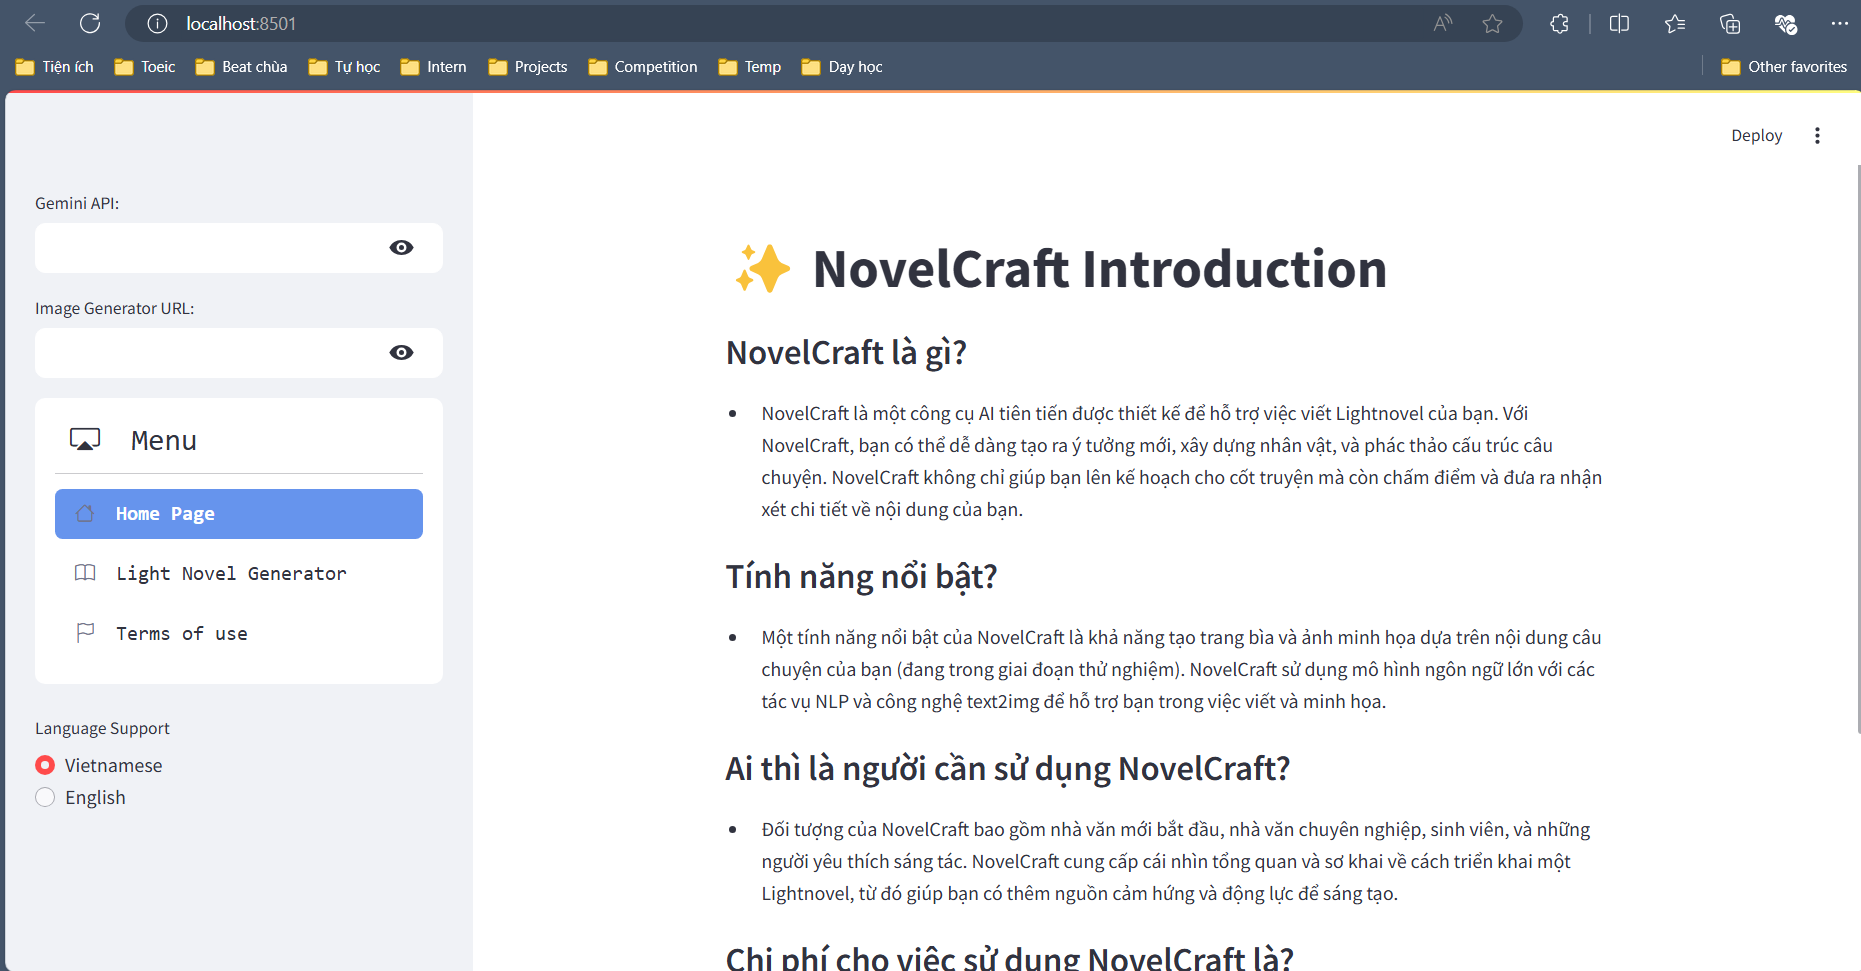 localhost:8501
Tiện ích
Toeic
Beat chùa
Tự học
Intern
Projects
Competition
Temp
Dạy học
Other favorites
Deploy
Gemini API:
Image Generator URL:
Menu
Home Page
Light Novel Generator
Terms of use
Language Support
Vietnamese
English
NovelCraft Introduction
NovelCraft là gì?
NovelCraft là một công cụ AI tiên tiến được thiết kế để hỗ trợ việc viết Lightnovel của bạn. Với
NovelCraft, bạn có thể dễ dàng tạo ra ý tưởng mới, xây dựng nhân vật, và phác thảo cấu trúc câu
chuyện. NovelCraft không chỉ giúp bạn lên kế hoạch cho cốt truyện mà còn chấm điểm và đưa ra nhận
xét chi tiết về nội dung của bạn.
Tính năng nổi bật?
Một tính năng nổi bật của NovelCraft là khả năng tạo trang bìa và ảnh minh họa dựa trên nội dung câu
chuyện của bạn (đang trong giai đoạn thử nghiệm). NovelCraft sử dụng mô hình ngôn ngữ lớn với các
tác vụ NLP và công nghệ text2img để hỗ trợ bạn trong việc viết và minh họa.
Ai thì là người cần sử dụng NovelCraft?
Đối tượng của NovelCraft bao gồm nhà văn mới bắt đầu, nhà văn chuyên nghiệp, sinh viên, và những
người yêu thích sáng tác. NovelCraft cung cấp cái nhìn tổng quan và sơ khai về cách triển khai một
Lightnovel, từ đó giúp bạn có thêm nguồn cảm hứng và động lực để sáng tạo.
Chi phí cho việc sử dụng NovelCraft là?